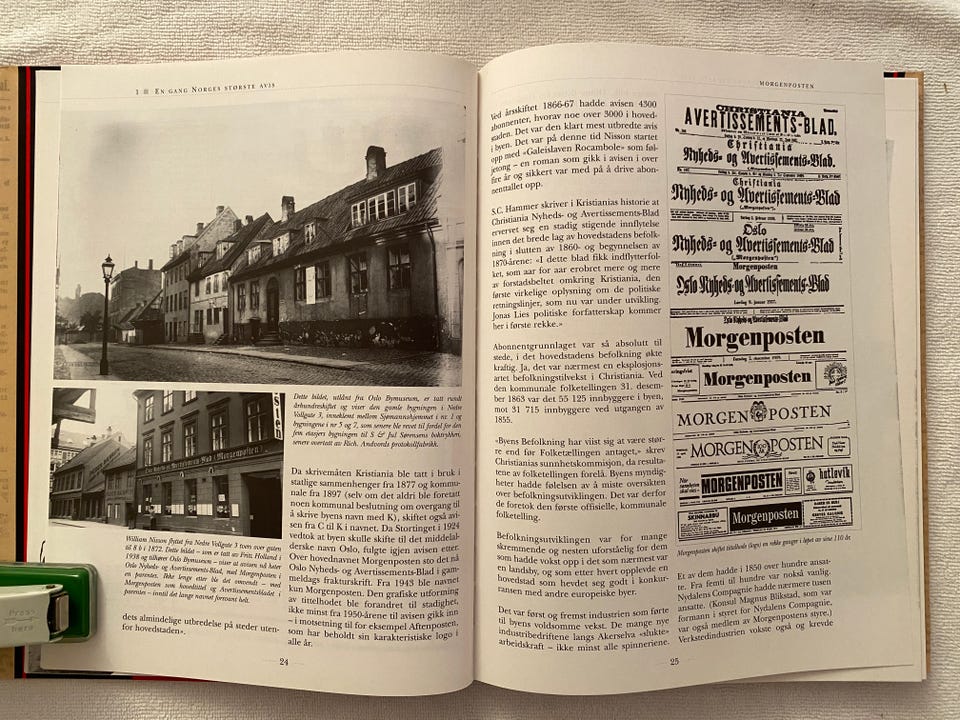 1 EN GANG NORGES STØRSTE AVIS
Dette bildet, utlånt fra Oslo Bymuseum, er tatt rundt
århundreskiftet og viser den gamle bygningen i Nedre
Vollgate 3, inneklemt mellem Sjømannshjemmet i nr. 1 og
bygningene i nr 5 og 7, som senere ble revet til fordel for den
fem etasjers bygningen til S & Jul Sørensens boktrykkeri,
senere overtatt av Rich. Andvords protokollfabrikk.
William Nissen flyttet fra Nedre Vollgate 3 tvers over gaten
til 8 b i 1872. Dette bildet – som er tatt av Fritz Holland i
1938 og tilhører Oslo Bymuseum – viser at avisen nå heter
Oslo Nyheds- og Avertissements-Blad, med Morgenposten i
en parentes. Ikke lenge etter ble det omvendt – med
Morgenposten som hovedtittel og Avertissementsbladet i
parentes – inntil det lange navnet forsvant helt.
dets almindelige utbredelse på steder uten-
for hovedstaden».
Da skrivemåten Kristiania ble tatt i bruk i
statlige sammenhenger fra 1877 og kommu-
nale fra 1897 (selv om det aldri ble foretatt
noen kommunal beslutning om overgang til
å skrive byens navn med K), skiftet også avi-
sen fra C til K i navnet. Da Stortinget i 1924
vedtok at byen skulle skifte til det middelal-
derske navn Oslo, fulgte igjen avisen etter.
Over hovednavnet Morgenposten sto det nå
Oslo Nyheds- og Avertissements-Blad i gam-
meldags frakturskrift. Fra 1943 ble navnet
kun Morgenposten. Den grafiske utforming
av tittelhodet ble forandret til stadighet,
ikke minst fra 1950-årene til avisen gikk inn
– i motsetning til for eksempel Aftenposten,
som har beholdt sin karakteristiske logo i
alle år.
24
MORGENPOSTEN
Ved årsskiftet 1866-67 hadde avisen 4300
abonnenter, hvorav noe over 3000 i hoved-
staden. Det var den klart mest utbredte avis
i byen. Det var på denne tid Nisson startet
opp med «Galeislaven Rocambole» som føl-
jetong – en roman som gikk i avisen i over
fire år og sikkert var med på å drive abon-
nenttallet opp.
S.C. Hammer skriver i Kristianias historie at
Christiania Nyheds- og Avertissements-Blad
ervervet seg en stadig stigende innflytelse
innen det brede lag av hovedstadens befolk-
ning i slutten av 1860- og begynnelsen av
1870-årene: «I dette blad fikk indflytterfol-
ket, som aar for aar erobret mere og mere
av forstadsbeltet omkring Kristiania, den
første virkelige oplysning om de politiske
retningslinjer, som nu var under utvikling.
Jonas Lies politiske forfatterskap kommer
her i første rekke.»
Abonnentgrunnlaget var så absolutt til
stede, i det hovedstadens befolkning økte
kraftig. Ja, det var nærmest en eksplosjons-
artet befolkningstilvekst i Christiania. Ved
den kommunale folketellingen 31. desem-
ber 1863 var det 55 125 innbyggere i byen,
mot 31 715 innbyggere ved utgangen av
1855.
«Byens Befolkning har viist sig at være stør-
re end før Folketællingen antaget,» skrev
Christianias sunnhetskommisjon, da resulta-
tene av folketellingen forelå. Byens myndig-
heter hadde følelsen av å miste oversikten
over befolkningsutviklingen. Det var derfor
de foretok den første offisielle, kommunale
folketelling.
Befolkningsutviklingen var for mange
skremmende og nesten uforståelig for dem
som hadde vokst opp i det som nærmest var
en landsby, og som etter hvert opplevde en
hovedstad som hevdet seg godt i konkur-
ransen med andre europeiske byer.
Det var først og fremst industrien som førte
til byens voldsomme vekst. De mange nye
industribedriftene langs Akerselva «slukte»
arbeidskraft – ikke minst alle spinneriene.
CHRISTIANIA
AVERTISSEMENTS-BLAD.
Christiania
Nyheds- og Avertissements-Blad.
Christiania
Nyheds- og Avertissements-Blad
("Morgenposten")
Oslo
Nyheds- og Avertissements-Blad
("Morgenposten")
Morgenposten
Oslo Nyheds- og Avertissements-Blad
Oslo Nyheds- og Avertissements-Blad
Morgenposten
Morgenposten
MORGENPOSTEN
MORGENPOSTEN
MORGENPOSTEN
Morgenposten
Morgenposten skiftet tittelhode (logo) en rekke ganger i løpet av sine 110 år.
Et av dem hadde i 1850 over hundre ansat-
te. Fra femti til hundre var nokså vanlig.
Nydalens Compagnie hadde nærmere tusen
ansatte. (Konsul Magnus Blikstad, som var
formann i styret for Nydalens Compagnie,
var også medlem av Morgenpostens styre.)
Verkstedindustrien vokste også og krevde
25
Press
here